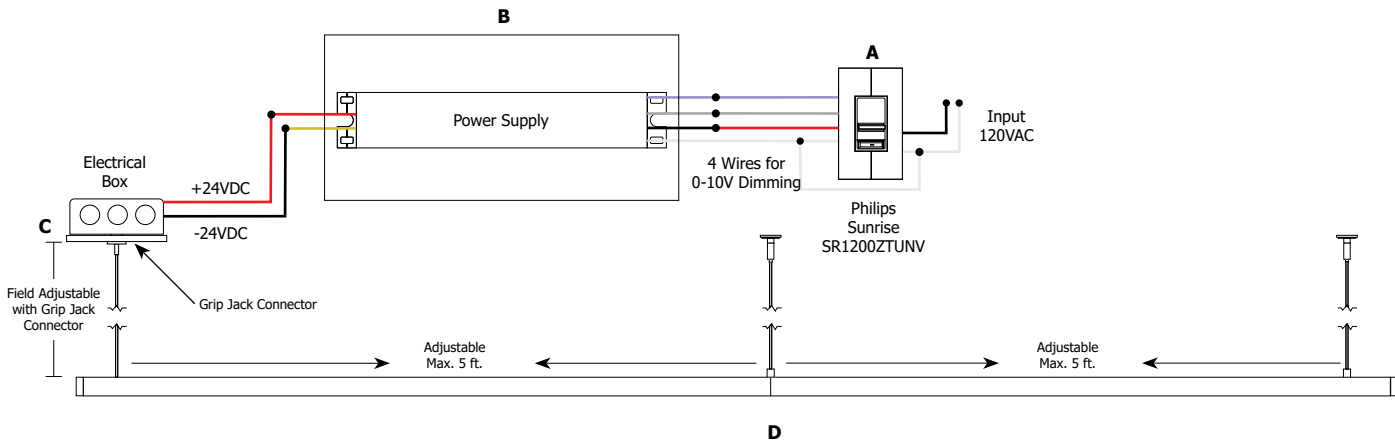 B
A
Power Supply
Input
120VAC
4 Wires for
0-10V Dimming
Electrical
Box
+24VDC
-24VDC
Philips
Sunrise
SR1200ZTUNV
C
Field Adjustable
with Grip Jack
Connector
Grip Jack Connector
Adjustable
Max. 5 ft.
Adjustable
Max. 5 ft.
D